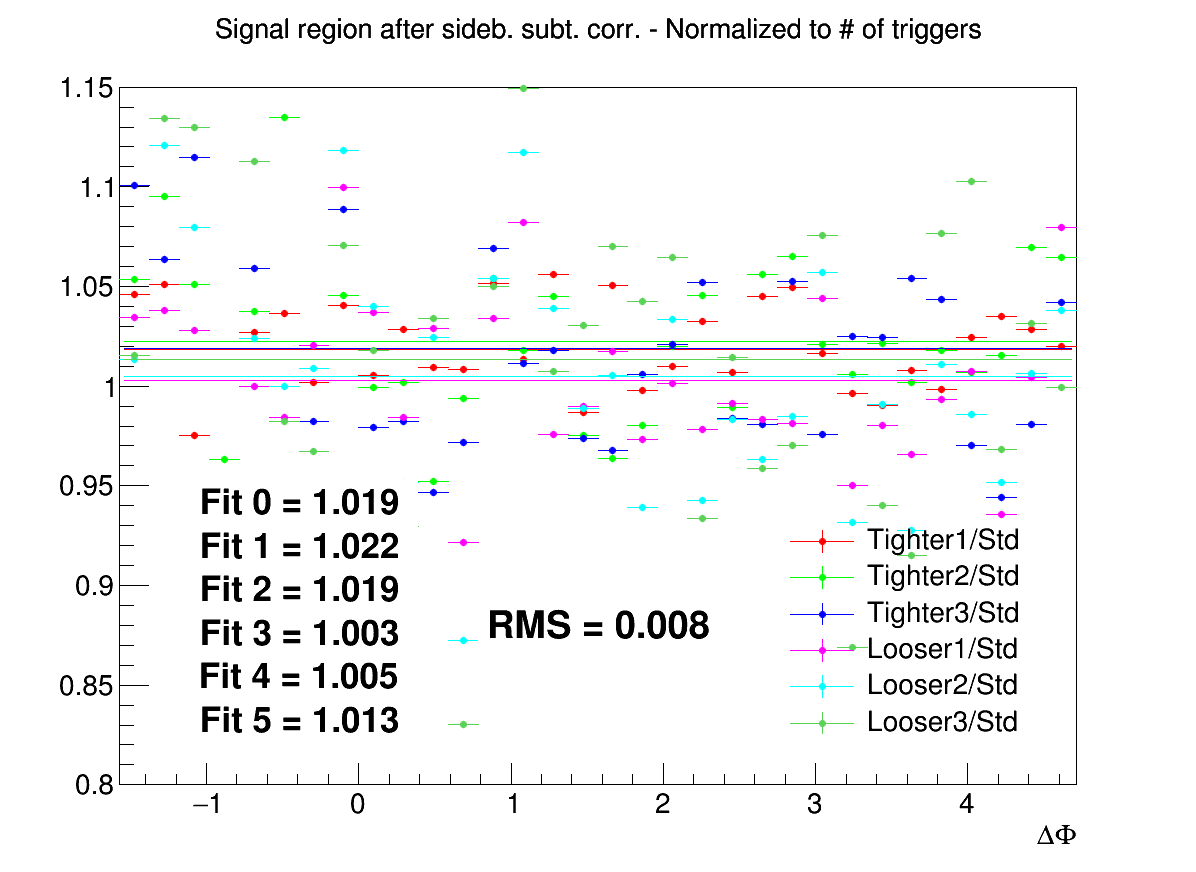 Signal region after sideb. subt. corr. - Normalized to # of triggers
1.15
1.1
1.05
1
0.95
0.9
0.85
0.8
Fit 0 = 1.019
Fit 1 = 1.022
Fit 2 = 1.019
Fit 3 = 1.003
Fit 4 = 1.005
Fit 5 = 1.013
RMS = 0.008
Tighter1/Std
Tighter2/Std
Tighter3/Std
Looser1/Std
Looser2/Std
Looser3/Std
−1 0 1 2 3 4
ΔΦ